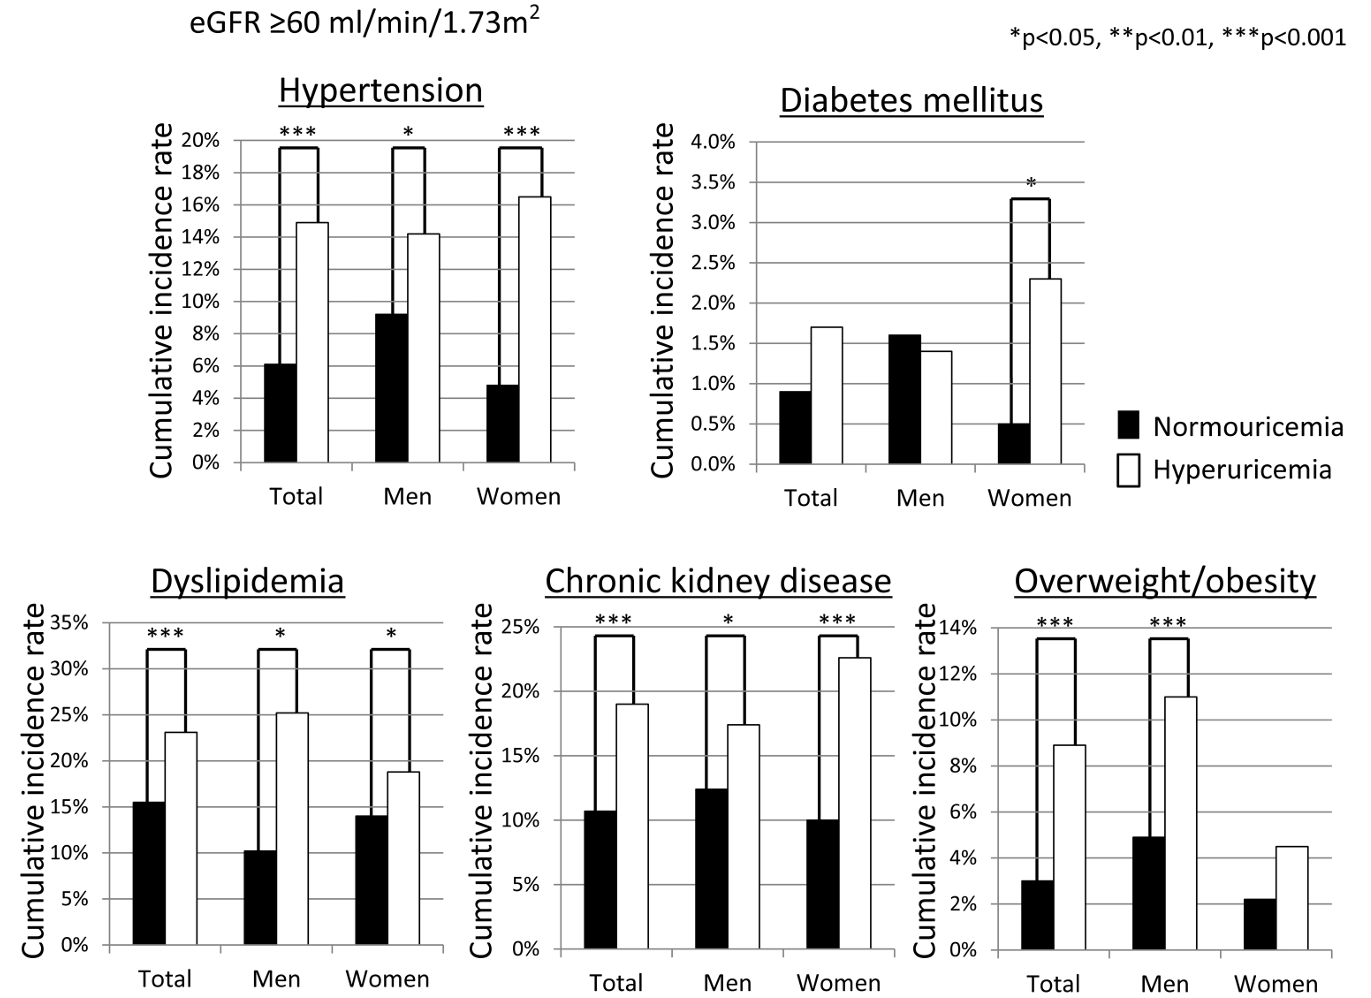 eGFR ≥60 ml/min/1.73m²
*p<0.05, **p<0.01, ***p<0.001
Hypertension
Cumulative incidence rate
20%
18%
16%
14%
12%
10%
8%
6%
4%
2%
0%
***
*
***
Total
Men
Women
Diabetes mellitus
Cumulative incidence rate
4.0%
3.5%
3.0%
2.5%
2.0%
1.5%
1.0%
0.5%
0.0%
*
Total
Men
Women
Normouricemia
Hyperuricemia
Dyslipidemia
Cumulative incidence rate
35%
30%
25%
20%
15%
10%
5%
0%
***
*
*
Total
Men
Women
Chronic kidney disease
Cumulative incidence rate
25%
20%
15%
10%
5%
0%
***
*
***
Total
Men
Women
Overweight/obesity
Cumulative incidence rate
14%
12%
10%
8%
6%
4%
2%
0%
***
***
Total
Men
Women